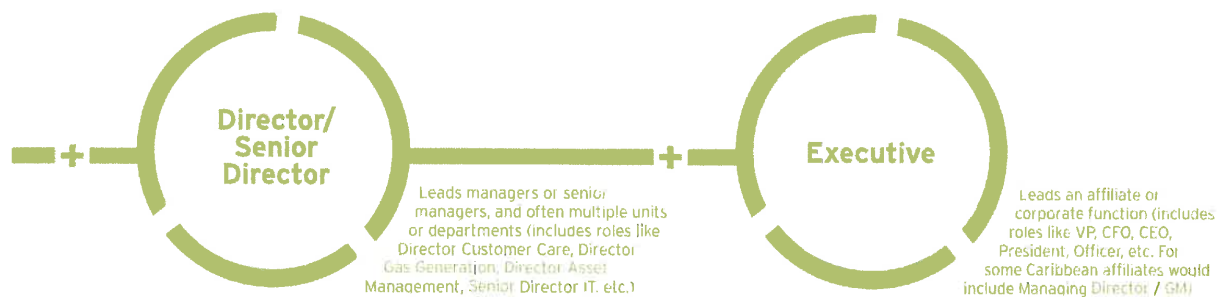 Director/
Senior
Director
Leads managers or senior
managers, and often multiple units
or departments (includes roles like
Director Customer Care, Director
Gas Generation, Director Asset
Management, Senior Director IT, etc.)
Executive
Leads an affiliate or
corporate function (includes
roles like VP, CFO, CEO,
President, Officer, etc. For
some Caribbean affiliates would
include Managing Director / GM)